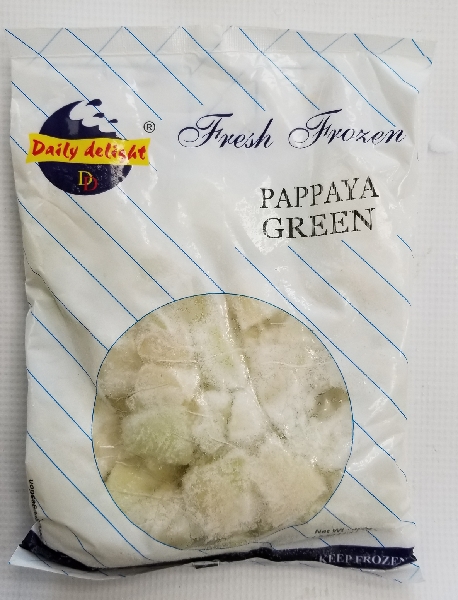 Daily delight
DD
®
Fresh Frozen
PAPPAYA
GREEN
KEEP FROZEN